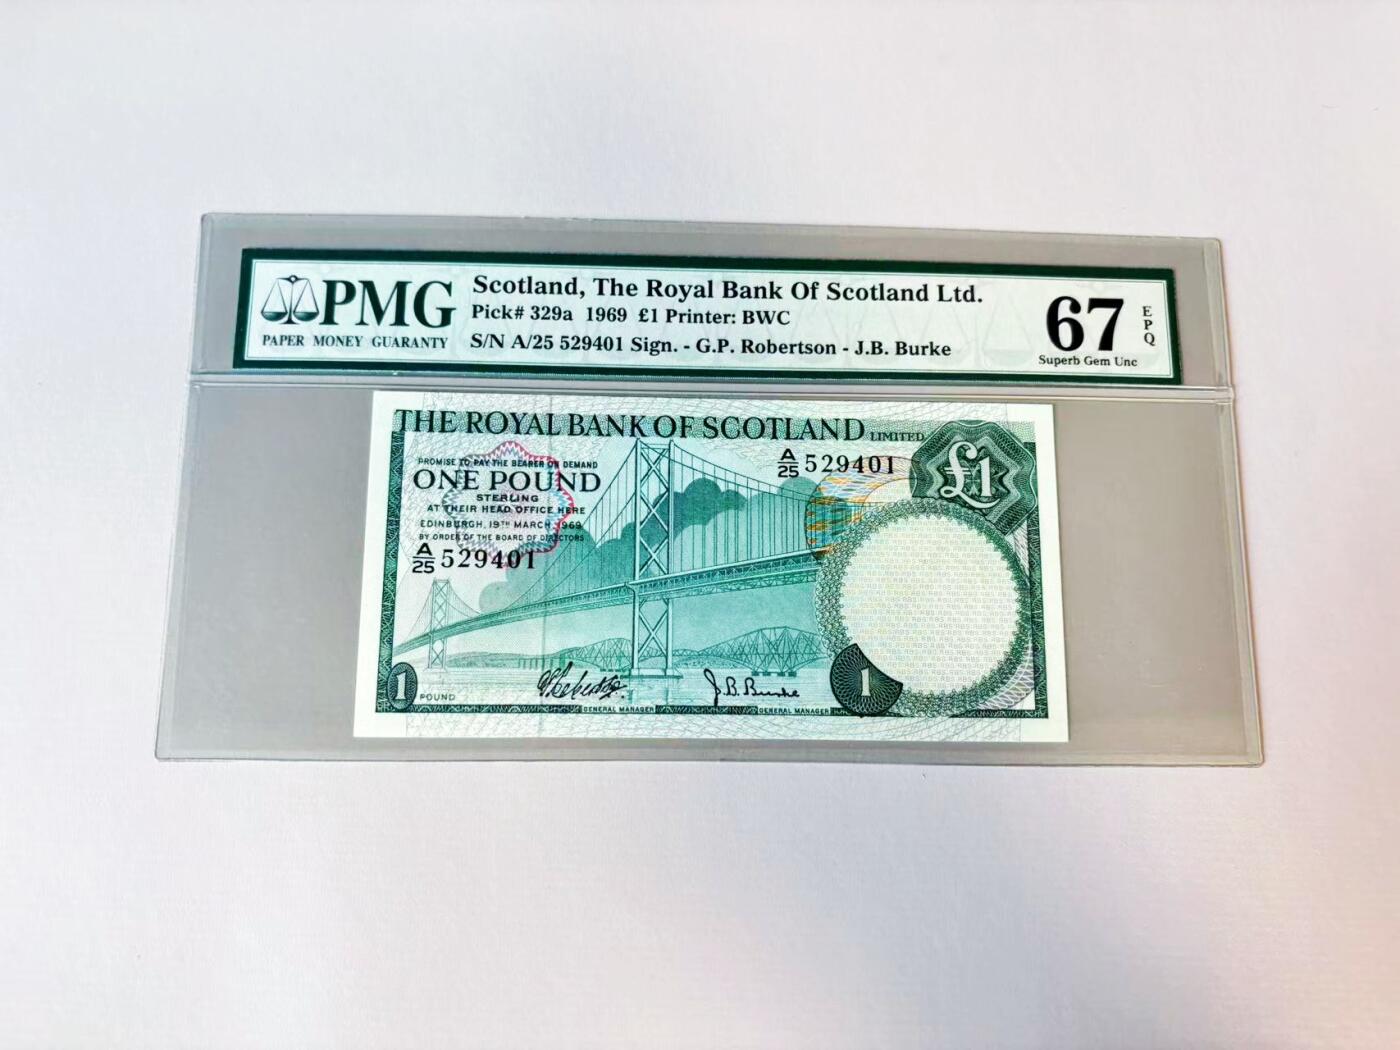 PMG
PAPER MONEY GUARANTY
Scotland, The Royal Bank Of Scotland Ltd.
Pick# 329a 1969 £1 Printer: BWC
S/N A/25 529401 Sign. - G.P. Robertson - J.B. Burke
67
EPQ
Superb Gem Unc
THE ROYAL BANK OF SCOTLAND LIMITED
PROMISE TO PAY THE BEARER ON DEMAND
ONE POUND
STERLING
AT THEIR HEAD OFFICE HERE
EDINBURGH, 19TH MARCH, 1969
BY ORDER OF THE BOARD OF DIRECTORS
A/25 529401
A/25 529401
£1
1 POUND
GENERAL MANAGER
J.B. Burke
GENERAL MANAGER
1